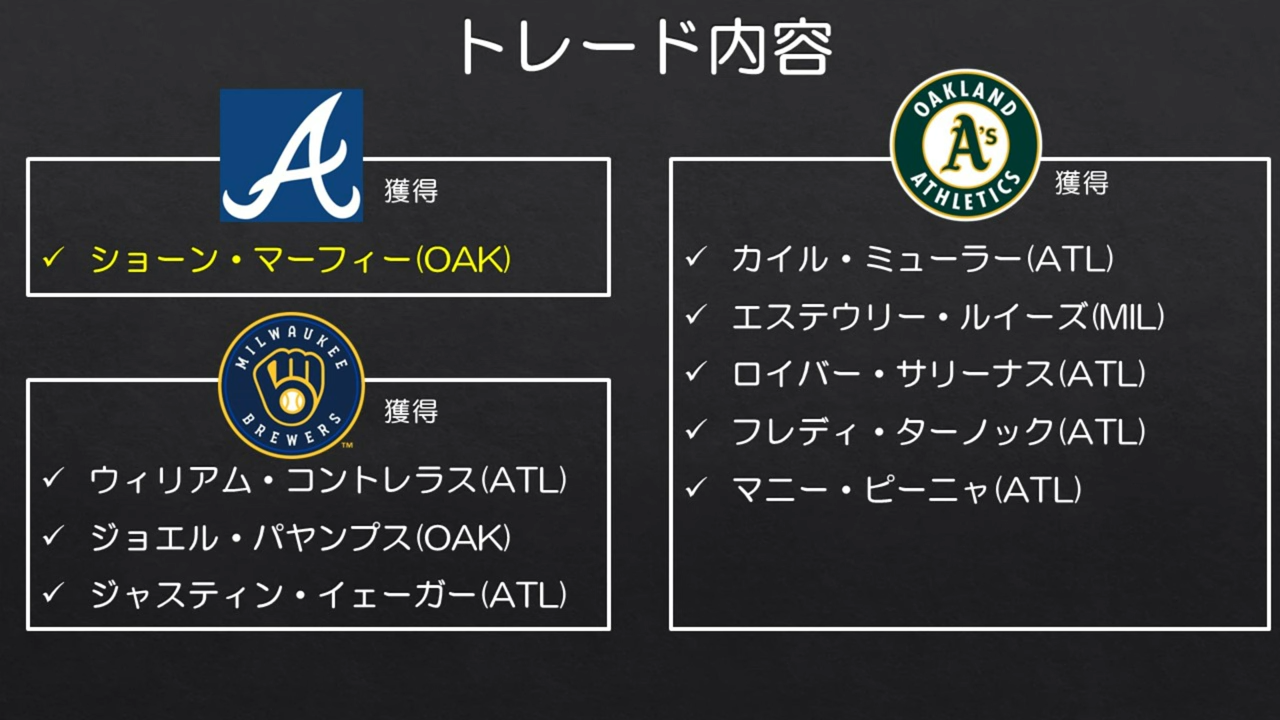 トレード内容
獲得
✓ ショーン・マーフィー(OAK)
MILWAUKEE
BREWERS™
獲得
✓ ウィリアム・コントレラス(ATL)
✓ ジョエル・パヤンプス(OAK)
✓ ジャスティン・イェーガー(ATL)
OAKLAND
A's
ATHLETICS
獲得
✓ カイル・ミューラー(ATL)
✓ エステウリー・ルイーズ(MIL)
✓ ロイバー・サリーナス(ATL)
✓ フレディ・ターノック(ATL)
✓ マニー・ピーニャ(ATL)